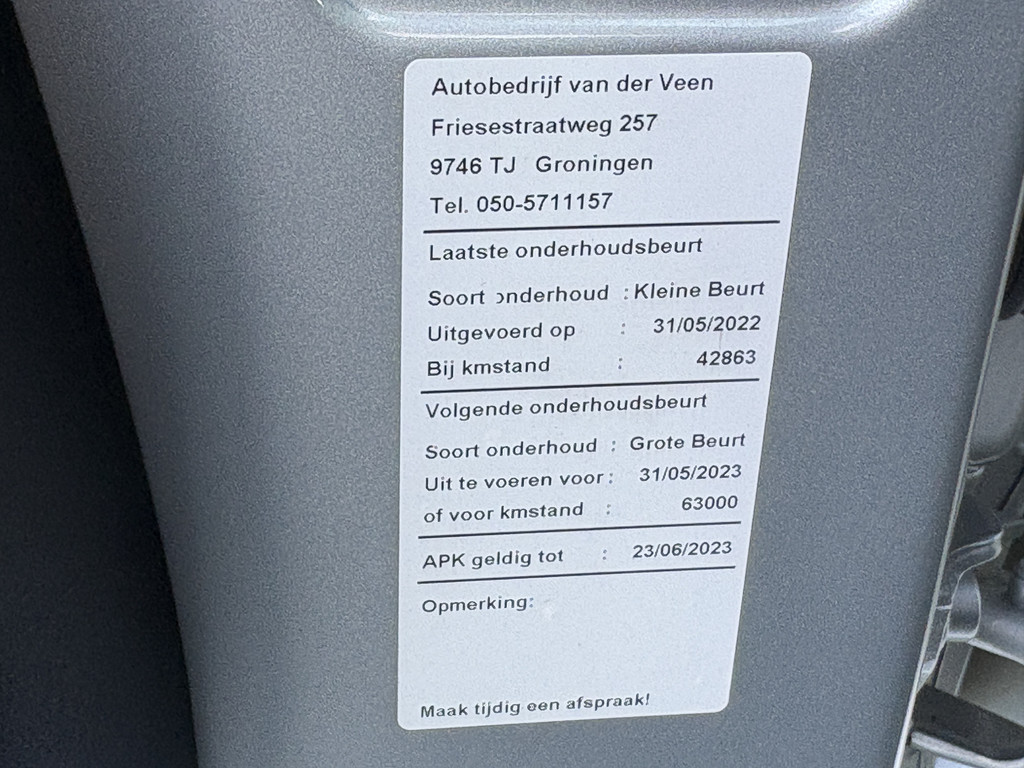 Autobedrijf van der Veen
Friesestraatweg 257
9746 TJ Groningen
Tel. 050-5711157
Laatste onderhoudsbeurt
Soort onderhoud : Kleine Beurt
Uitgevoerd op : 31/05/2022
Bij kmstand : 42863
Volgende onderhoudsbeurt
Soort onderhoud : Grote Beurt
Uit te voeren voor : 31/05/2023
of voor kmstand : 63000
APK geldig tot : 23/06/2023
Opmerking:
Maak tijdig een afspraak!